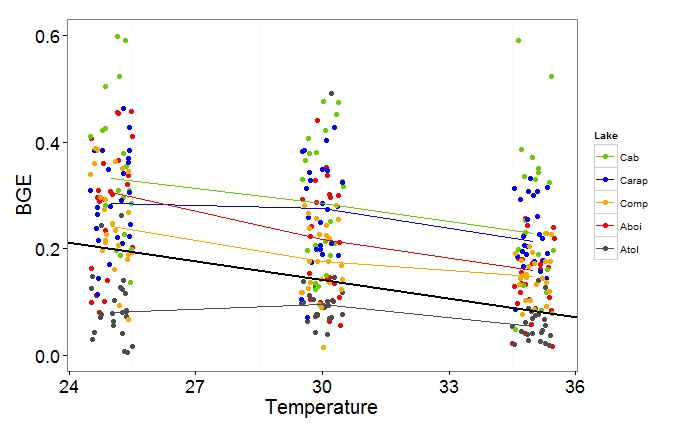 0.6
0.4
0.2
0.0
BGE
24 27 30 33 36
Temperature
Lake
Cab
Carap
Comp
Aboi
Atol